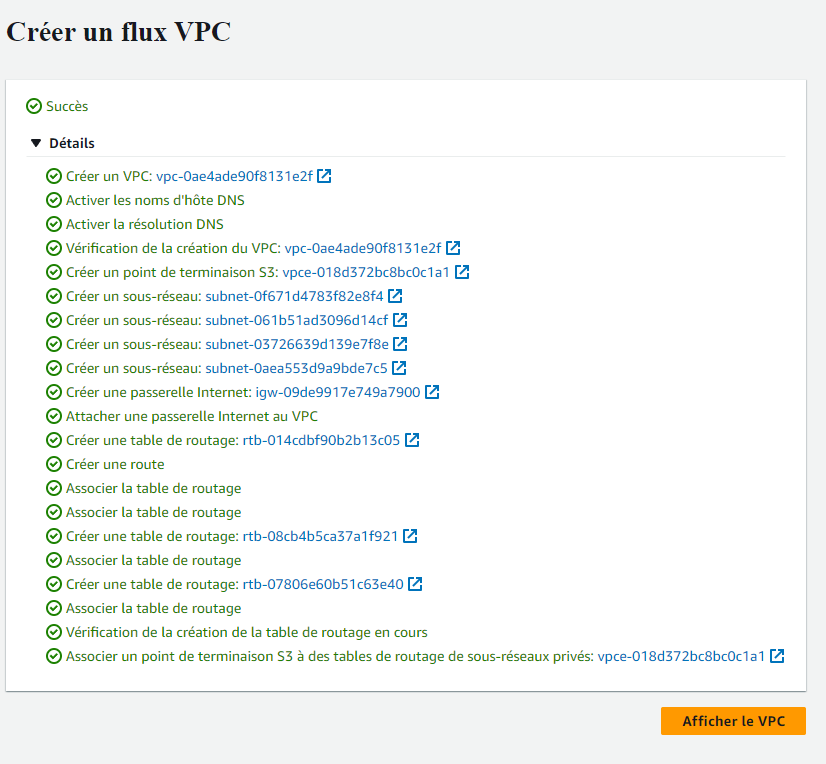 Créer un flux VPC
Succès
Détails
Créer un VPC: vpc-0ae4ade90f8131e2f
Activer les noms d'hôte DNS
Activer la résolution DNS
Vérification de la création du VPC: vpc-0ae4ade90f8131e2f
Créer un point de terminaison S3: vpce-018d372bc8bc0c1a1
Créer un sous-réseau: subnet-0f671d4783f82e8f4
Créer un sous-réseau: subnet-061b51ad3096d14cf
Créer un sous-réseau: subnet-03726639d139e7f8e
Créer un sous-réseau: subnet-0aea553d9a9bde7c5
Créer une passerelle Internet: igw-09de9917e749a7900
Attacher une passerelle Internet au VPC
Créer une table de routage: rtb-014cdbf90b2b13c05
Créer une route
Associer la table de routage
Associer la table de routage
Créer une table de routage: rtb-08cb4b5ca37a1f921
Associer la table de routage
Créer une table de routage: rtb-07806e60b51c63e40
Associer la table de routage
Vérification de la création de la table de routage en cours
Associer un point de terminaison S3 à des tables de routage de sous-réseaux privés: vpce-018d372bc8bc0c1a1
Afficher le VPC